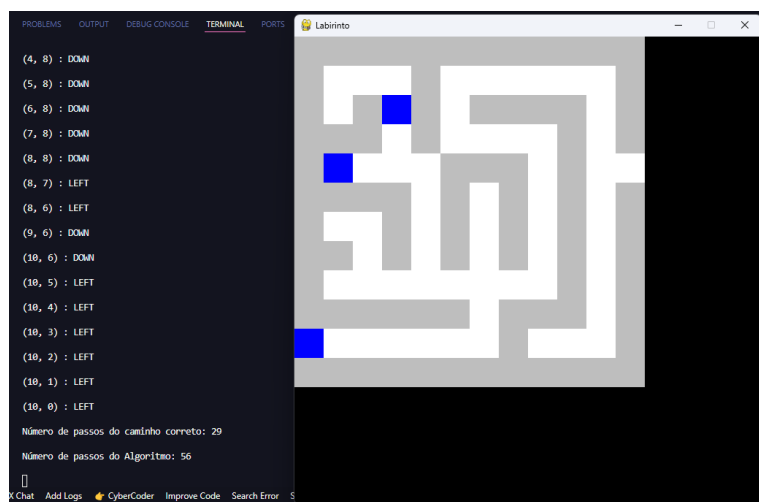 PROBLEMS OUTPUT DEBUG CONSOLE TERMINAL PORTS
Labirinto
(4, 8) : DOWN
(5, 8) : DOWN
(6, 8) : DOWN
(7, 8) : DOWN
(8, 8) : DOWN
(8, 7) : LEFT
(8, 6) : LEFT
(9, 6) : DOWN
(10, 6) : DOWN
(10, 5) : LEFT
(10, 4) : LEFT
(10, 3) : LEFT
(10, 2) : LEFT
(10, 1) : LEFT
(10, 0) : LEFT
Número de passos do caminho correto: 29
Número de passos do Algoritmo: 56
X Chat Add Logs 👉 CyberCoder Improve Code Search Error S